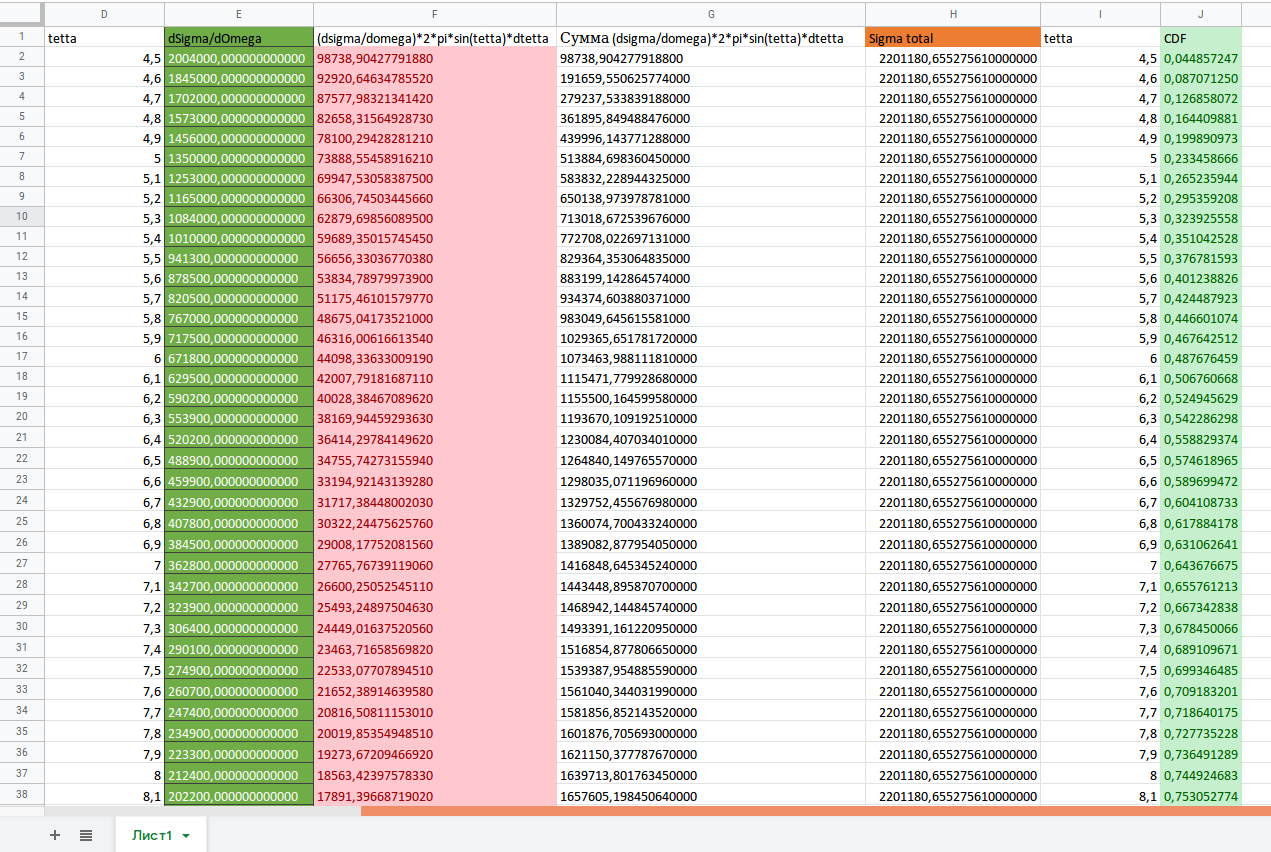 D E F G H I J
1 tetta dSigma/dOmega (dsigma/domega)*2*pi*sin(tetta)*dtetta Сумма (dsigma/domega)*2*pi*sin(tetta)*dtetta Sigma total tetta CDF
2 4,5 2004000,000000000000 98738,90427791880 98738,904277918800 2201180,655275610000000 4,5 0,044857247
3 4,6 1845000,000000000000 92920,64634785520 191659,550625774000 2201180,655275610000000 4,6 0,087071250
4 4,7 1702000,000000000000 87577,98321341420 279237,533839188000 2201180,655275610000000 4,7 0,126858072
5 4,8 1573000,000000000000 82658,31564928730 361895,849488476000 2201180,655275610000000 4,8 0,164409881
6 4,9 1456000,000000000000 78100,29428281210 439996,143771288000 2201180,655275610000000 4,9 0,199890973
7 5 1350000,000000000000 73888,55458916210 513884,698360450000 2201180,655275610000000 5 0,233458666
8 5,1 1253000,000000000000 69947,53058387500 583832,228944325000 2201180,655275610000000 5,1 0,265235944
9 5,2 1165000,000000000000 66306,74503445660 650138,973978781000 2201180,655275610000000 5,2 0,295359208
10 5,3 1084000,000000000000 62879,69856089500 713018,672539676000 2201180,655275610000000 5,3 0,323925558
11 5,4 1010000,000000000000 59689,35015745450 772708,022697131000 2201180,655275610000000 5,4 0,351042528
12 5,5 941300,000000000000 56656,33036770380 829364,353064835000 2201180,655275610000000 5,5 0,376781593
13 5,6 878500,000000000000 53834,78979973900 883199,142864574000 2201180,655275610000000 5,6 0,401238826
14 5,7 820500,000000000000 51175,46101579770 934374,603880371000 2201180,655275610000000 5,7 0,424487923
15 5,8 767000,000000000000 48675,04173521000 983049,645615581000 2201180,655275610000000 5,8 0,446601074
16 5,9 717500,000000000000 46316,00616613540 1029365,651781720000 2201180,655275610000000 5,9 0,467642512
17 6 671800,000000000000 44098,33633009190 1073463,988111810000 2201180,655275610000000 6 0,487676459
18 6,1 629500,000000000000 42007,79181687110 1115471,779928680000 2201180,655275610000000 6,1 0,506760668
19 6,2 590200,000000000000 40028,38467089620 1155500,164599580000 2201180,655275610000000 6,2 0,524945629
20 6,3 553900,000000000000 38169,94459293630 1193670,109192510000 2201180,655275610000000 6,3 0,542286298
21 6,4 520200,000000000000 36414,29784149620 1230084,407034010000 2201180,655275610000000 6,4 0,558829374
22 6,5 488900,000000000000 34755,74273155940 1264840,149765570000 2201180,655275610000000 6,5 0,574618965
23 6,6 459900,000000000000 33194,92143139280 1298035,071196960000 2201180,655275610000000 6,6 0,589699472
24 6,7 432900,000000000000 31717,38448002030 1329752,455676980000 2201180,655275610000000 6,7 0,604108733
25 6,8 407800,000000000000 30322,24475625760 1360074,700433240000 2201180,655275610000000 6,8 0,617884178
26 6,9 384500,000000000000 29008,17752081560 1389082,877954050000 2201180,655275610000000 6,9 0,631062641
27 7 362800,000000000000 27765,76739119060 1416848,645345240000 2201180,655275610000000 7 0,643676675
28 7,1 342700,000000000000 26600,25052545110 1443448,895870700000 2201180,655275610000000 7,1 0,655761213
29 7,2 323900,000000000000 25493,24897504630 1468942,144845740000 2201180,655275610000000 7,2 0,667342838
30 7,3 306400,000000000000 24449,01637520560 1493391,161220950000 2201180,655275610000000 7,3 0,678450066
31 7,4 290100,000000000000 23463,71658569820 1516854,877806650000 2201180,655275610000000 7,4 0,689109671
32 7,5 274900,000000000000 22533,07707894510 1539387,954885590000 2201180,655275610000000 7,5 0,699346485
33 7,6 260700,000000000000 21652,38914639580 1561040,344031990000 2201180,655275610000000 7,6 0,709183201
34 7,7 247400,000000000000 20816,50811153010 1581856,852143520000 2201180,655275610000000 7,7 0,718640175
35 7,8 234900,000000000000 20019,85354948510 1601876,705693000000 2201180,655275610000000 7,8 0,727735228
36 7,9 223300,000000000000 19273,67209466920 1621150,377787670000 2201180,655275610000000 7,9 0,736491289
37 8 212400,000000000000 18563,42397578330 1639713,801763450000 2201180,655275610000000 8 0,744924683
38 8,1 202200,000000000000 17891,39668719020 1657605,198450640000 2201180,655275610000000 8,1 0,753052774
Лист1